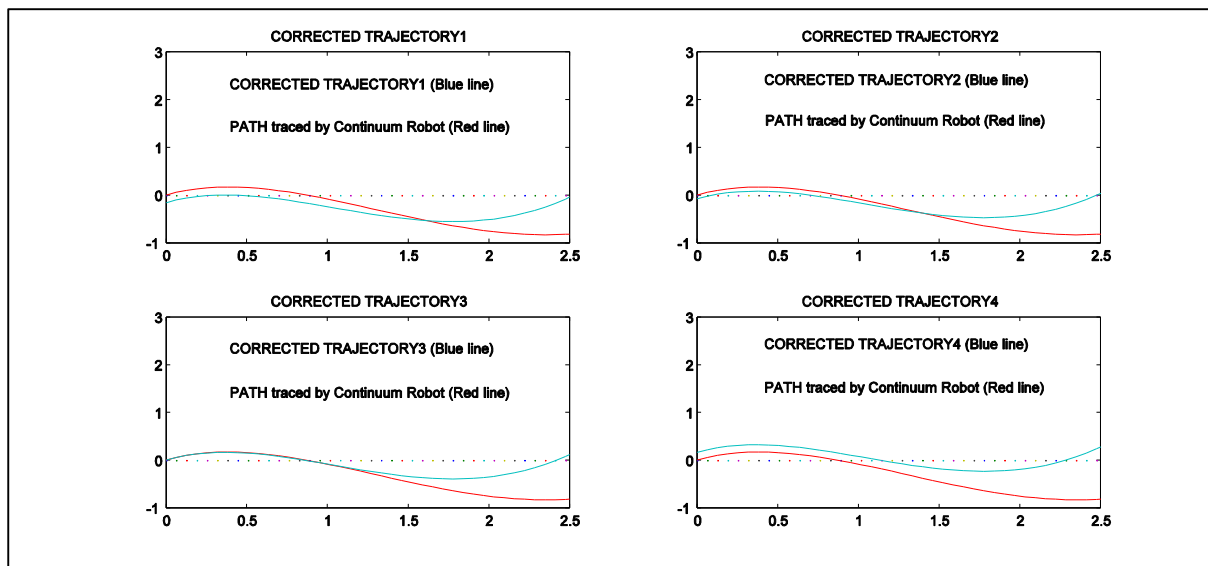 CORRECTED TRAJECTORY1
3
CORRECTED TRAJECTORY1 (Blue line)
2
PATH traced by Continuum Robot (Red line)
1
0
-1
0 0.5 1 1.5 2 2.5
CORRECTED TRAJECTORY2
3
CORRECTED TRAJECTORY2 (Blue line)
2
PATH traced by Continuum Robot (Red line)
1
0
-1
0 0.5 1 1.5 2 2.5
CORRECTED TRAJECTORY3
3
CORRECTED TRAJECTORY3 (Blue line)
2
PATH traced by Continuum Robot (Red line)
1
0
-1
0 0.5 1 1.5 2 2.5
CORRECTED TRAJECTORY4
3
CORRECTED TRAJECTORY4 (Blue line)
2
PATH traced by Continuum Robot (Red line)
1
0
-1
0 0.5 1 1.5 2 2.5